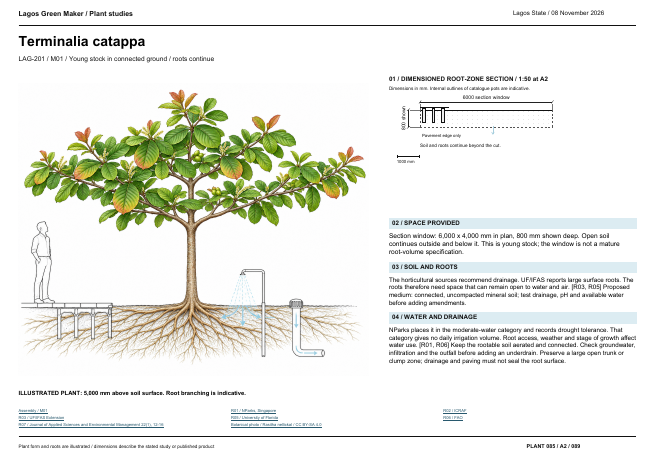 Lagos Green Maker / Plant studies
Lagos State / 08 November 2026
Terminalia catappa
LAG-201 / M01 / Young stock in connected ground / roots continue
01 / DIMENSIONED ROOT-ZONE SECTION / 1:50 at A2
Dimensions in mm. Internal outlines of catalogue pots are indicative.
6000 section window
800 shown
Pavement edge only
Soil and roots continue beyond the cut.
1000 mm
02 / SPACE PROVIDED
Section window: 6,000 x 4,000 mm in plan, 800 mm shown deep. Open soil
continues outside and below it. This is young stock; the window is not a mature
root-volume specification.
03 / SOIL AND ROOTS
The horticultural sources recommend drainage. UF/IFAS reports large surface roots. The
roots therefore need space that can remain open to water and air. [R03, R05] Proposed
medium: connected, uncompacted mineral soil; test drainage, pH and available water
before adding amendments.
04 / WATER AND DRAINAGE
NParks places it in the moderate-water category and records drought tolerance. That
category gives no daily irrigation volume. Root access, weather and stage of growth affect
water use. [R01, R06] Keep the rootable soil aerated and connected. Check groundwater,
infiltration and the outfall before adding an underdrain. Preserve a large open trunk or
clump zone; drainage and paving must not seal the root surface.
ILLUSTRATED PLANT: 5,000 mm above soil surface. Root branching is indicative.
Assembly / M01
R01 / NParks, Singapore
R02 / ICRAF
R03 / UF/IFAS Extension
R05 / University of Florida
R06 / FAO
R07 / Journal of Applied Sciences and Environmental Management 22(1), 13-16
Botanical photo /
/ CC BY-SA 4.0
Plant form and roots are illustrated / dimensions describe the stated study or published product
PLANT 085 / A2 / 089